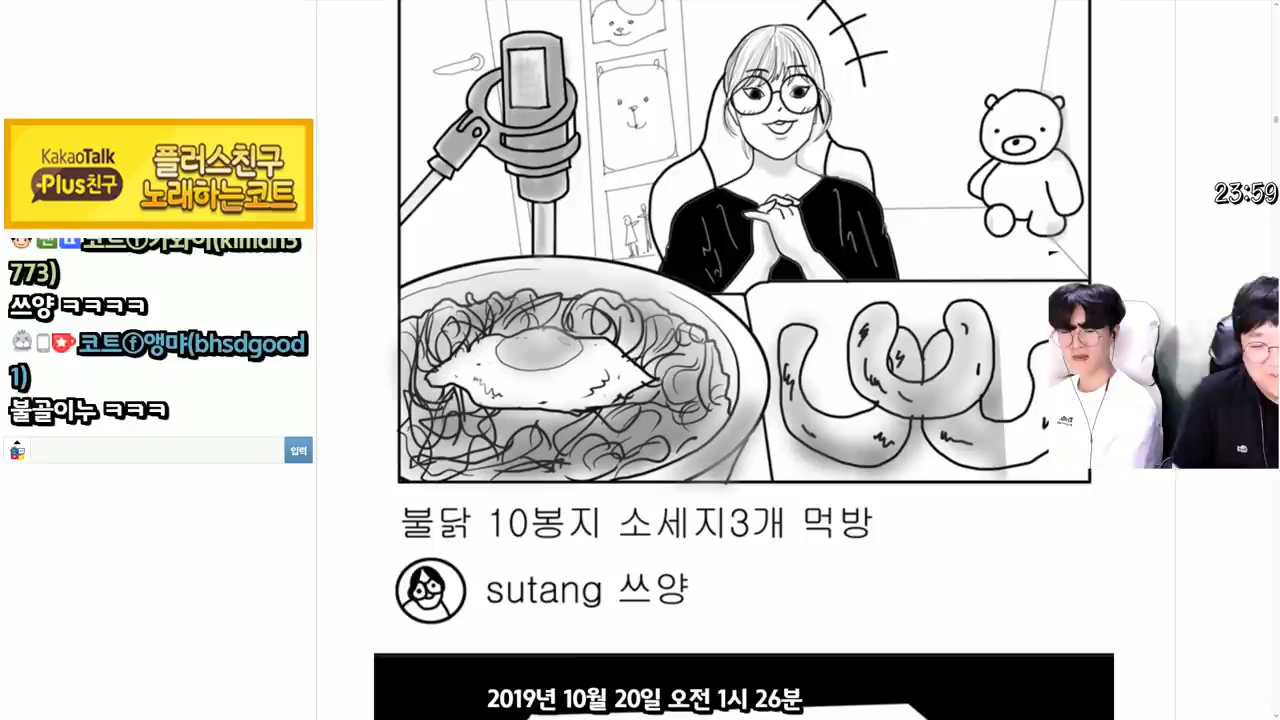 KakaoTalk
Plus친구
플러스친구
노래하는코트
773)
쓰양 ㅋㅋㅋㅋ
코트ⓕ앵먀(bhsdgood
1)
불골이누 ㅋㅋㅋ
입력
23:59
불닭 10봉지 소세지3개 먹방
sutang 쓰양
2019년 10월 20일 오전 1시 26분